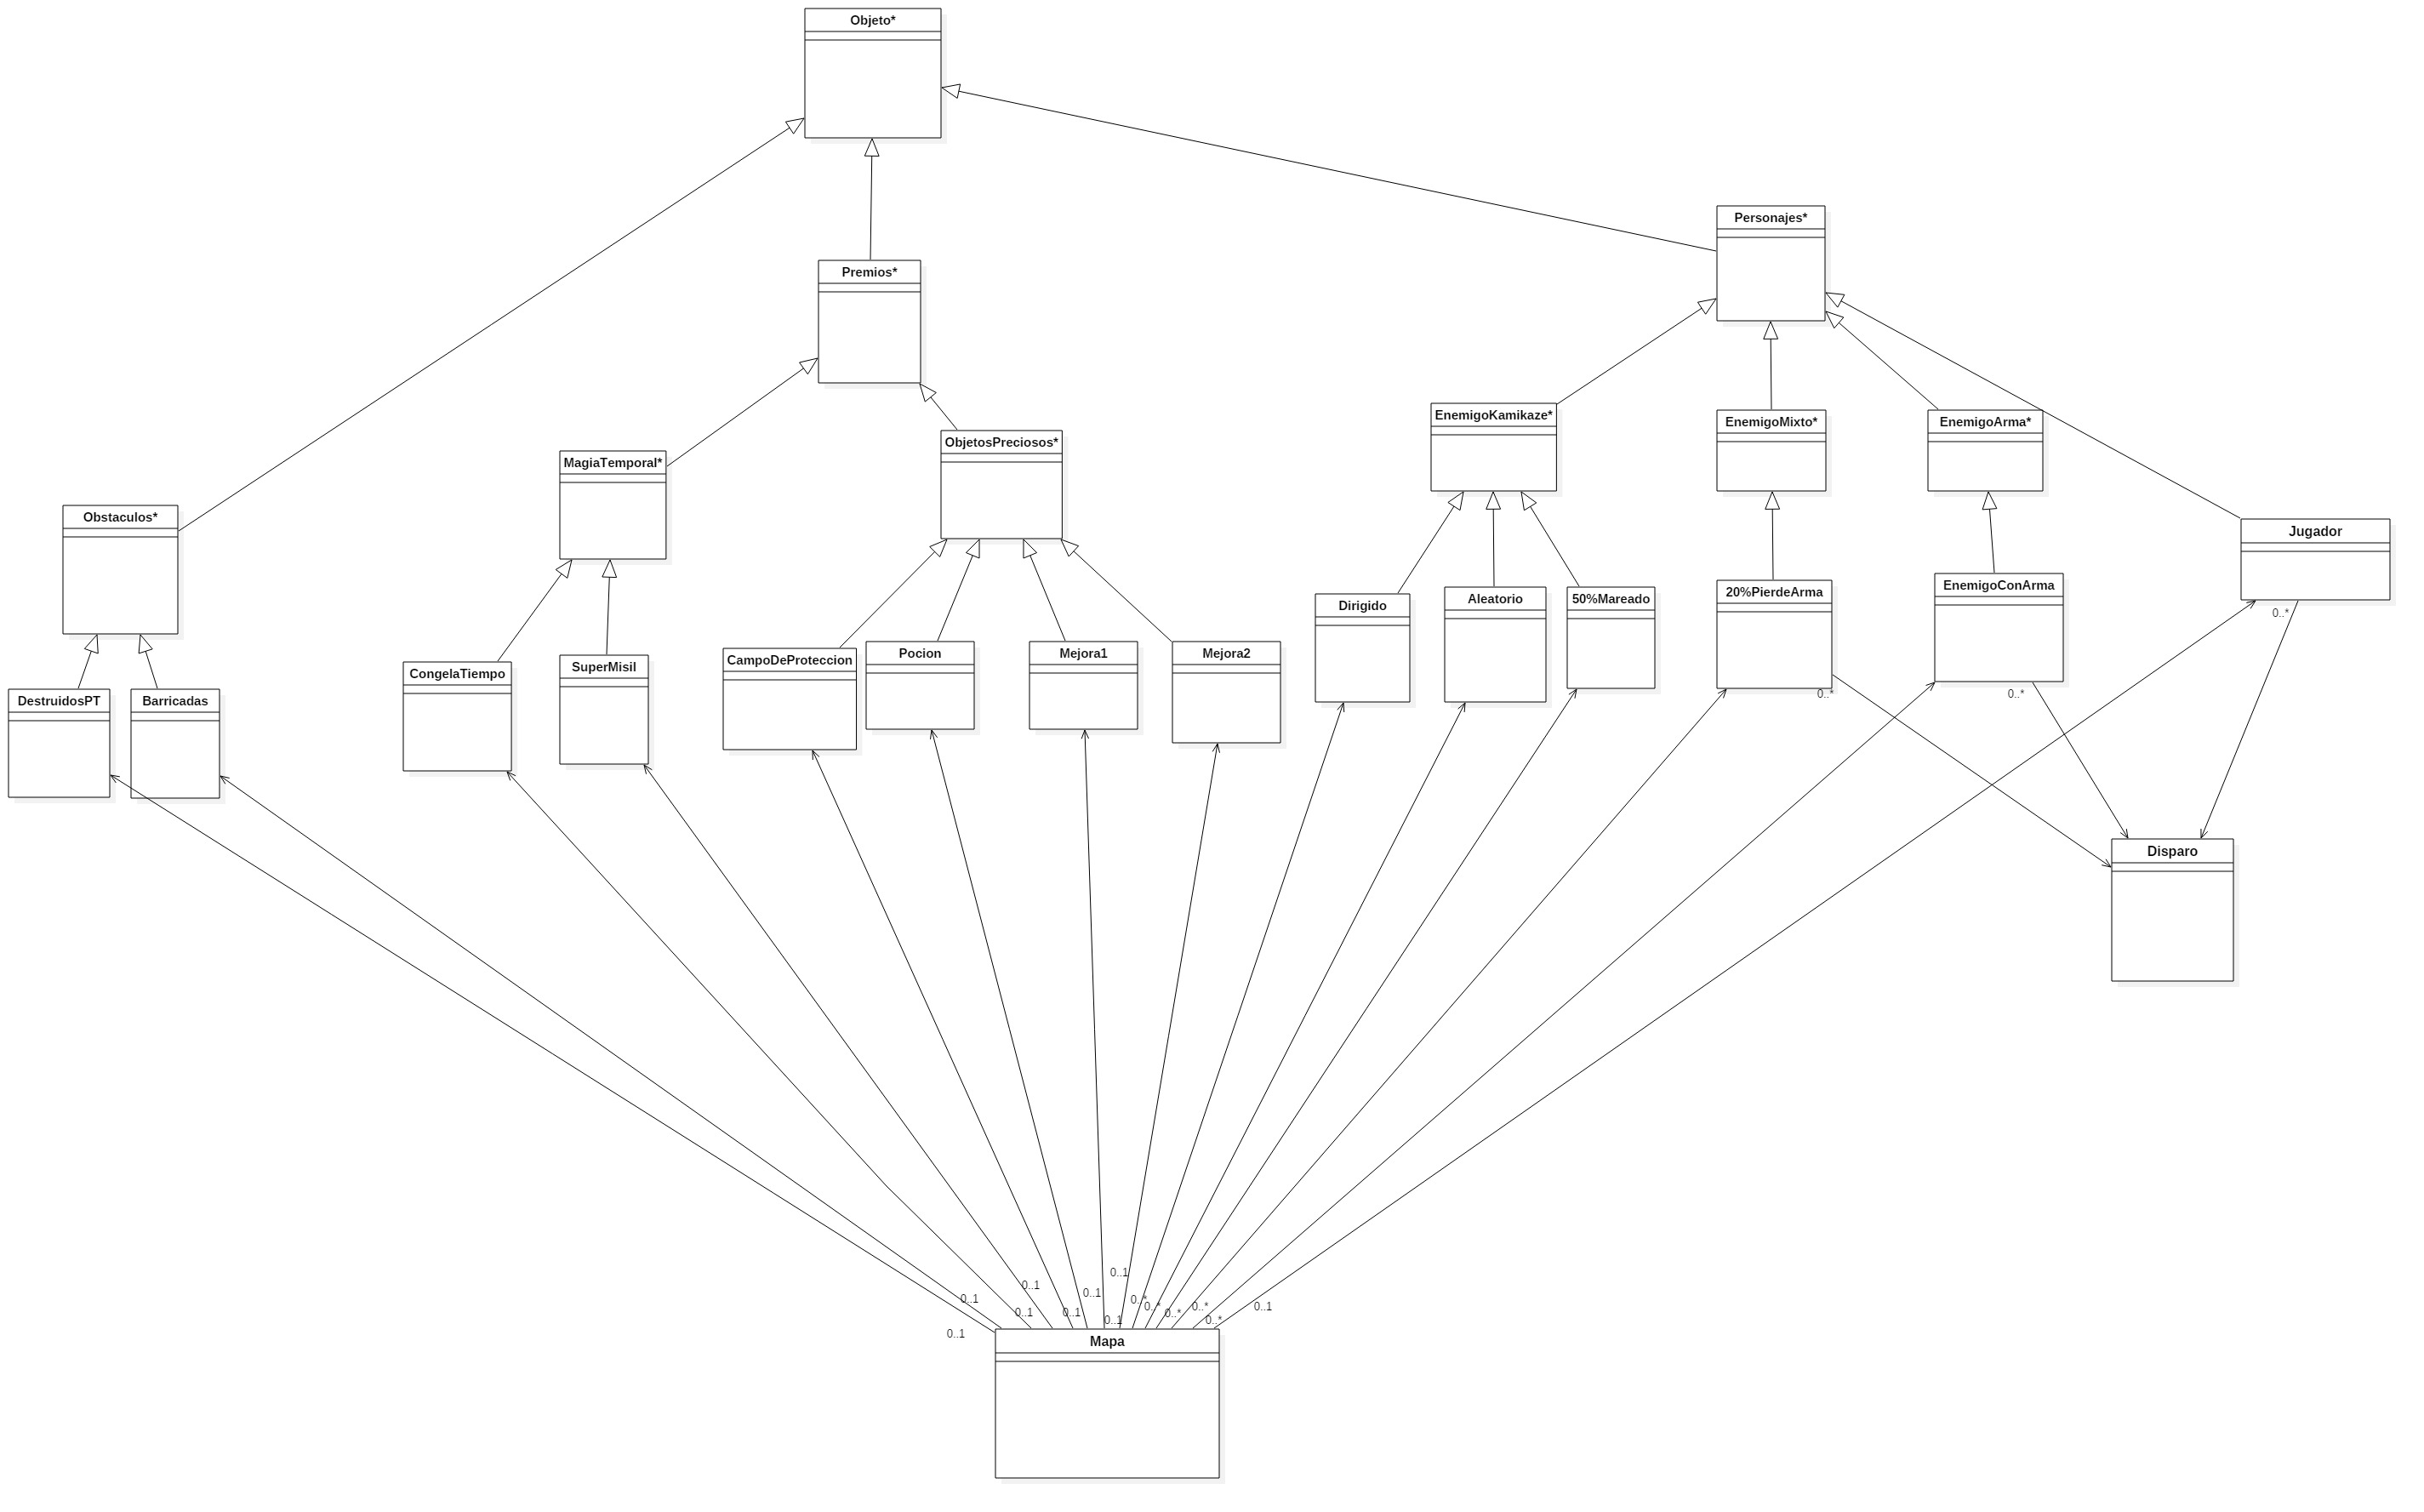 Objeto*
Personajes*
Premios*
EnemigoKamikaze*
EnemigoMixto*
EnemigoArma*
ObjetosPreciosos*
MagiaTemporal*
Obstaculos*
Jugador
EnemigoConArma
20%PierdeArma
Aleatorio
50%Mareado
Dirigido
0..*
CampoDeProteccion
Pocion
Mejora1
Mejora2
CongelaTiempo
SuperMisil
DestruidosPT
Barricadas
0..*
0..*
Disparo
0..1
0..1
0..1
0..1
0..*
0..*
0..*
0..1
0..1
0..1
0..*
0..1
0..*
0..1
Mapa